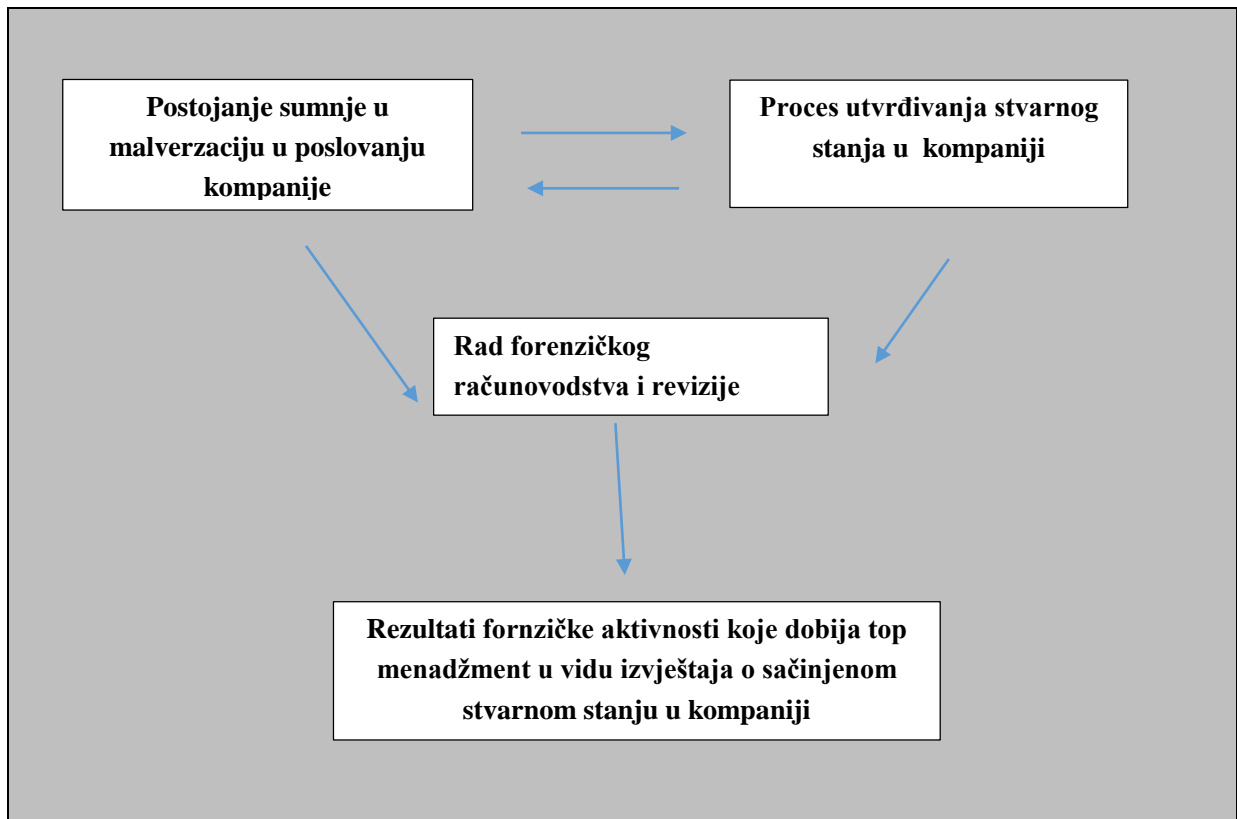 Postojanje sumnje u
malverzaciju u poslovanju
kompanije
Proces utvrđivanja stvarnog
stanja u kompaniji
Rad forenzičkog
računovodstva i revizije
Rezultati fornzičke aktivnosti koje dobija top
menadžment u vidu izvještaja o sačinjenom
stvarnom stanju u kompaniji